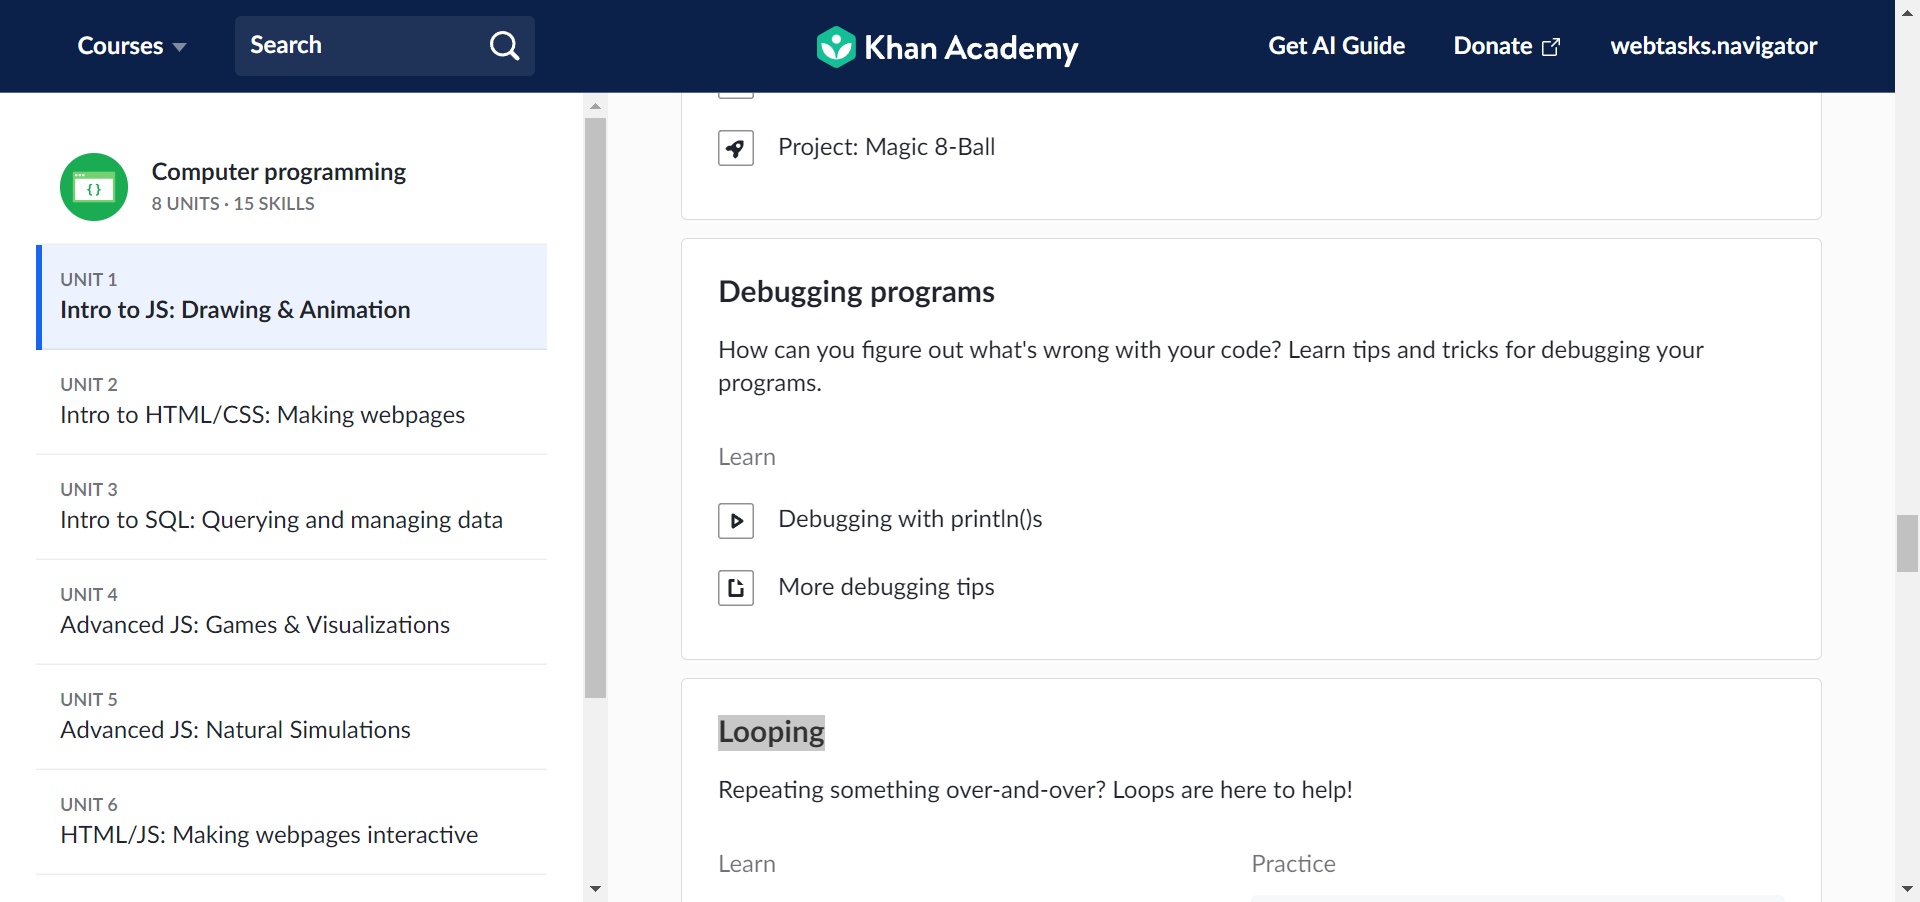 Courses
Search
Khan Academy
Get AI Guide
Donate
webtasks.navigator
Computer programming
8 UNITS · 15 SKILLS
UNIT 1
Intro to JS: Drawing & Animation
UNIT 2
Intro to HTML/CSS: Making webpages
UNIT 3
Intro to SQL: Querying and managing data
UNIT 4
Advanced JS: Games & Visualizations
UNIT 5
Advanced JS: Natural Simulations
UNIT 6
HTML/JS: Making webpages interactive
Project: Magic 8-Ball
Debugging programs
How can you figure out what's wrong with your code? Learn tips and tricks for debugging your
programs.
Learn
Debugging with println()s
More debugging tips
Looping
Repeating something over-and-over? Loops are here to help!
Learn
Practice